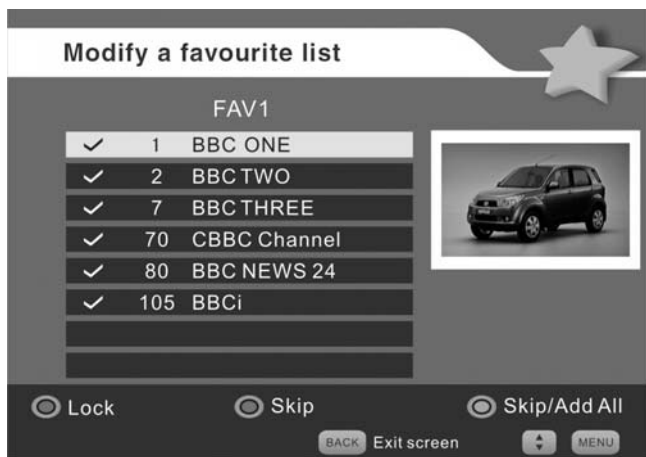 Modify a favourite list
FAV1
1 BBC ONE
2 BBC TWO
7 BBC THREE
70 CBBC Channel
80 BBC NEWS 24
105 BBCi
Lock Skip Skip/Add All
BACK Exit screen MENU